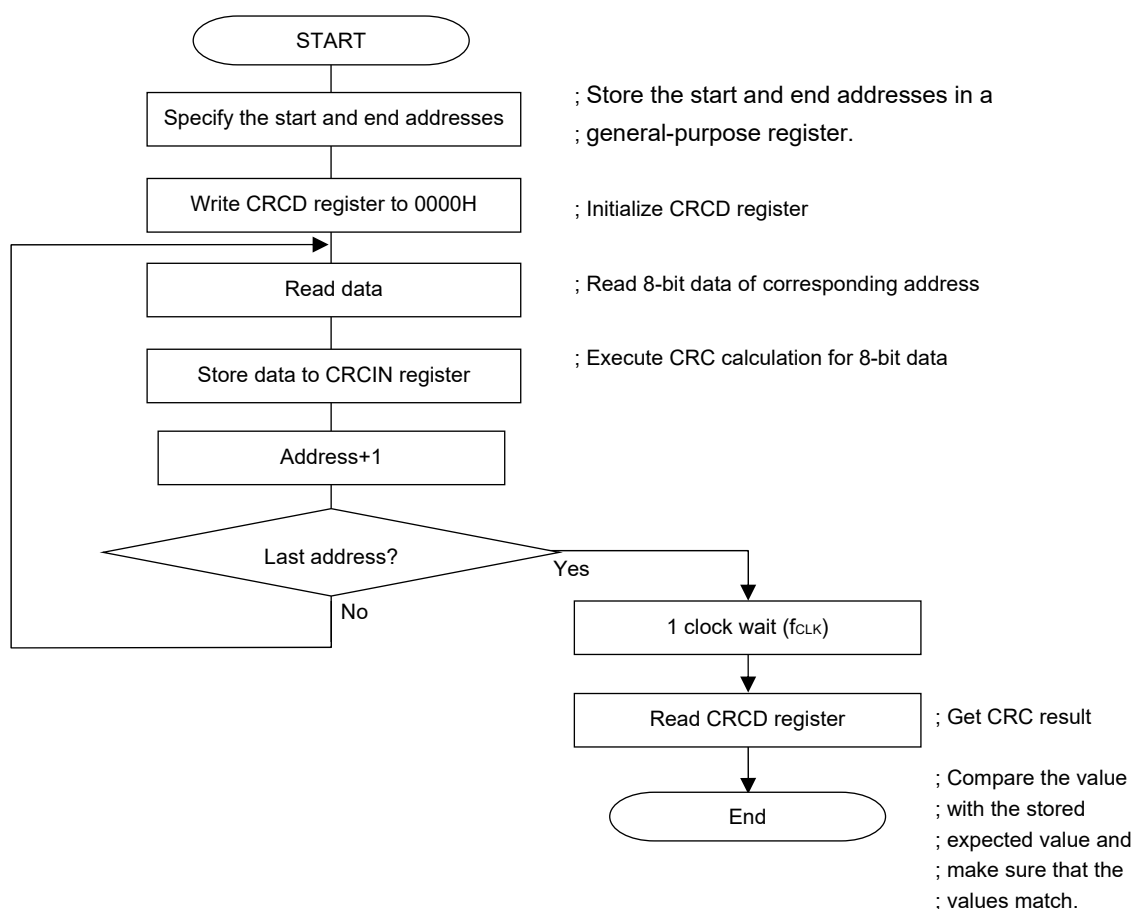 START
Specify the start and end addresses
; Store the start and end addresses in a
; general-purpose register.
Write CRCD register to 0000H
; Initialize CRCD register
Read data
; Read 8-bit data of corresponding address
Store data to CRCIN register
; Execute CRC calculation for 8-bit data
Address+1
Last address?
Yes
No
1 clock wait (fCLK)
Read CRCD register
; Get CRC result
End
; Compare the value
; with the stored
; expected value and
; make sure that the
; values match.